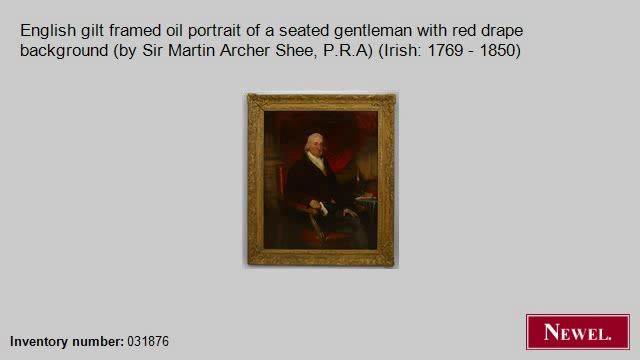 English gilt framed oil portrait of a seated gentleman with red drape
background (by Sir Martin Archer Shee, P.R.A) (Irish: 1769 - 1850)
Inventory number: 031876
NEWEL.